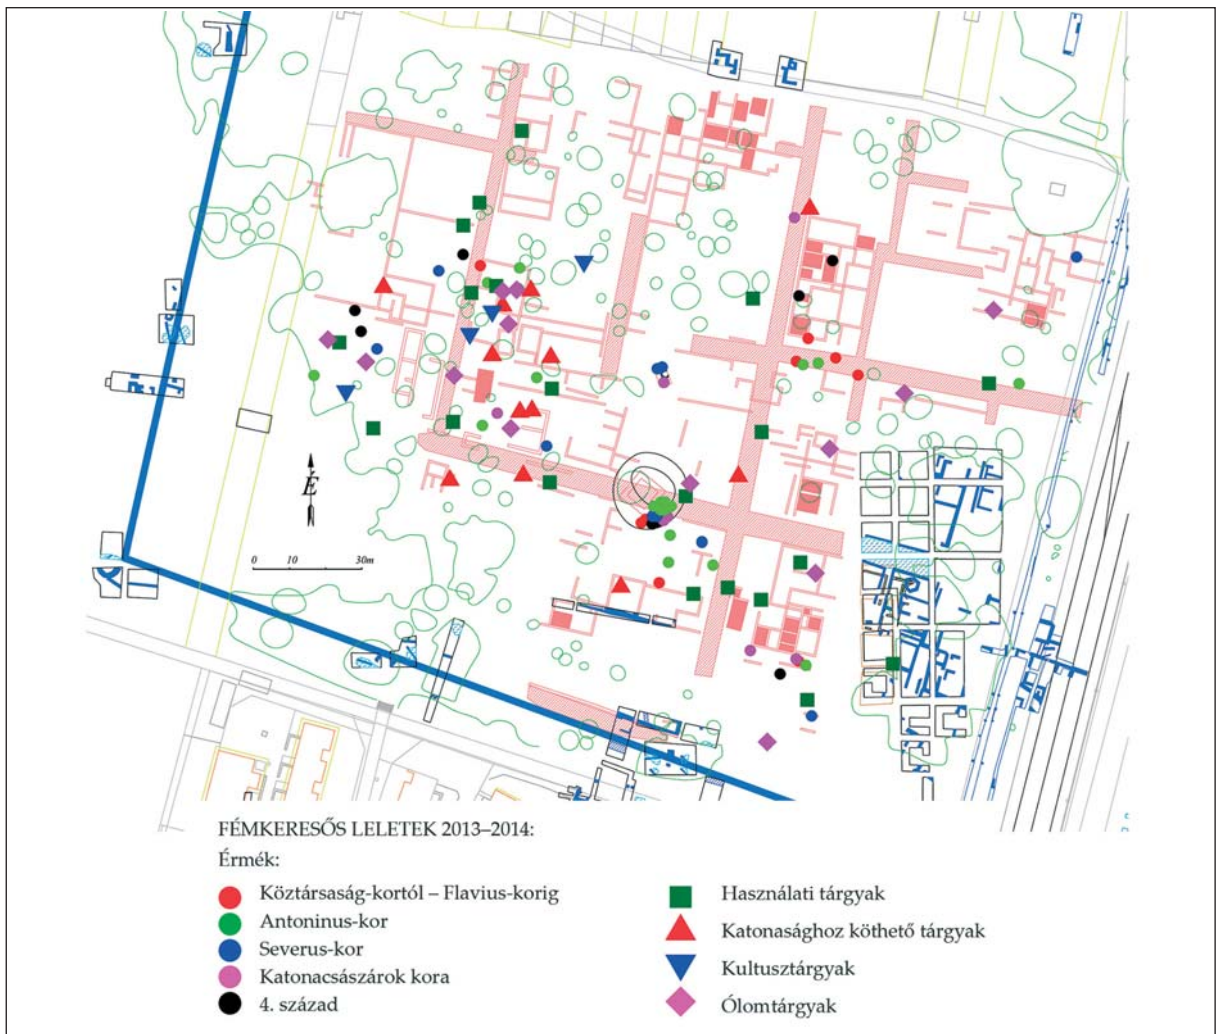 É
0 10 30m
FÉMKERESŐS LELETEK 2013–2014:
Érmék:
Köztársaság-kortól – Flavius-korig
Antoninus-kor
Severus-kor
Katonacsászárok kora
4. század
Használati tárgyak
Katonasághoz köthető tárgyak
Kultusztárgyak
Ólomtárgyak